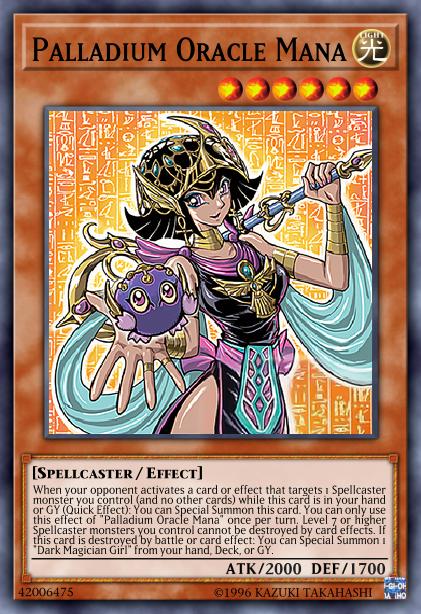 PALLADIUM ORACLE MANA
LIGHT
光
[SPELLCASTER / EFFECT]
When your opponent activates a card or effect that targets 1 Spellcaster
monster you control (and no other cards) while this card is in your hand
or GY (Quick Effect): You can Special Summon this card. You can only use
this effect of "Palladium Oracle Mana" once per turn. Level 7 or higher
Spellcaster monsters you control cannot be destroyed by card effects. If
this card is destroyed by battle or card effect: You can Special Summon 1
"Dark Magician Girl" from your hand, Deck, or GY.
ATK/2000 DEF/1700
42006475
©1996 KAZUKI TAKAHASHI